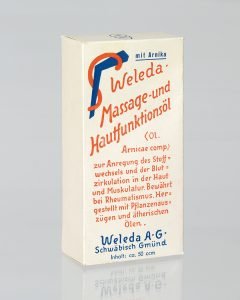 mit Arnika
Weleda-
Massage- und
Hautfunktionsöl
(Ol.
Arnicae comp.)
zur Anregung des Stoff-
wechsels und der Blut-
zirkulation in der Haut
und Muskulatur. Bewährt
bei Rheumatismus. Her-
gestellt mit Pflanzenaus-
zügen und ätherischen
Ölen.
Weleda A-G-
Schwäbisch Gmünd
Inhalt: ca. 55 ccm